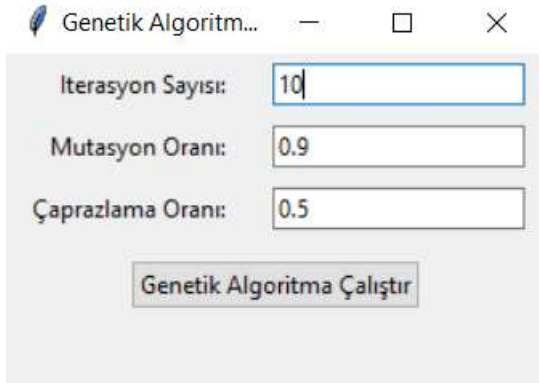 Genetik Algoritm...
Iterasyon Sayısı: 10
Mutasyon Oranı: 0.9
Çaprazlama Oranı: 0.5
Genetik Algoritma Çalıştır